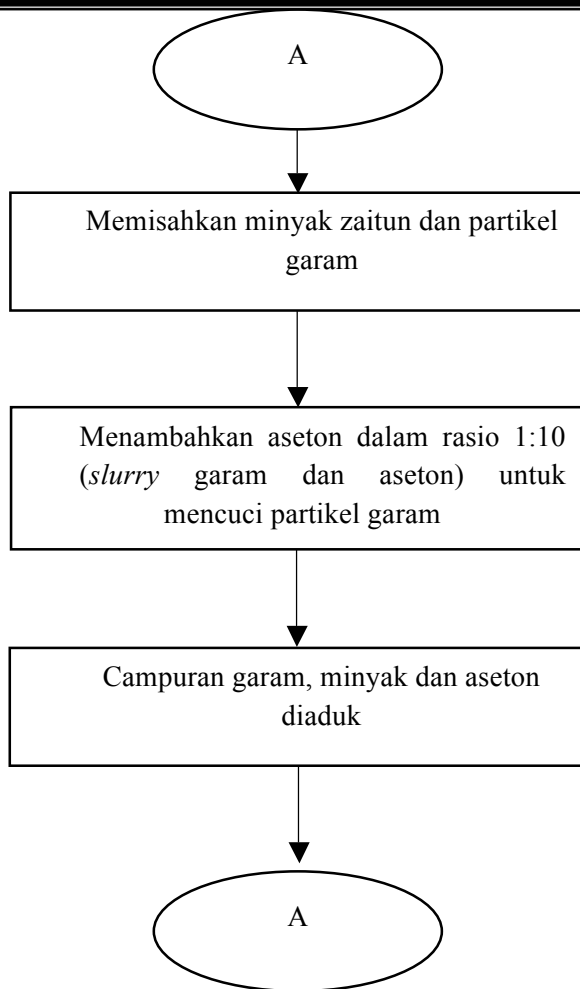 A
Memisahkan minyak zaitun dan partikel
garam
Menambahkan aseton dalam rasio 1:10
(slurry garam dan aseton) untuk
mencuci partikel garam
Campuran garam, minyak dan aseton
diaduk
A